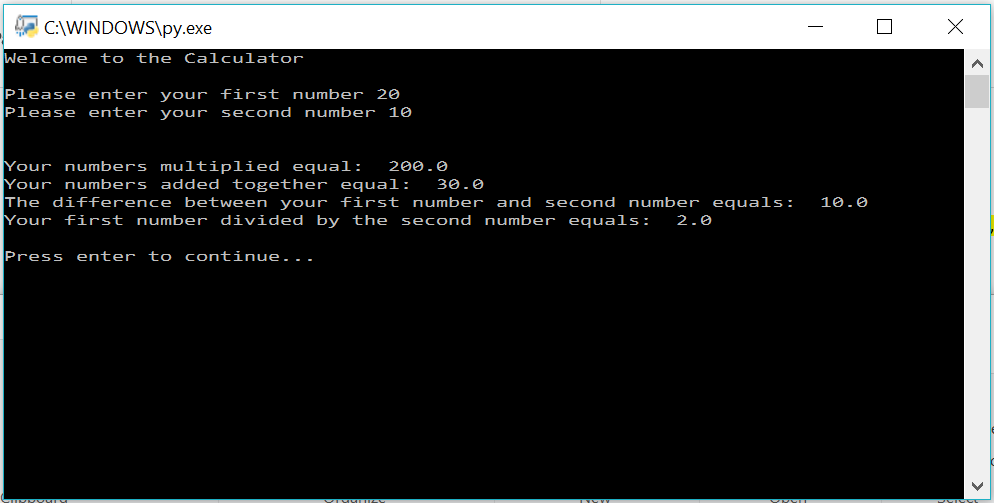 C:\WINDOWS\py.exe
Welcome to the Calculator
Please enter your first number 20
Please enter your second number 10
Your numbers multiplied equal:  200.0
Your numbers added together equal:  30.0
The difference between your first number and second number equals:  10.0
Your first number divided by the second number equals:  2.0
Press enter to continue...